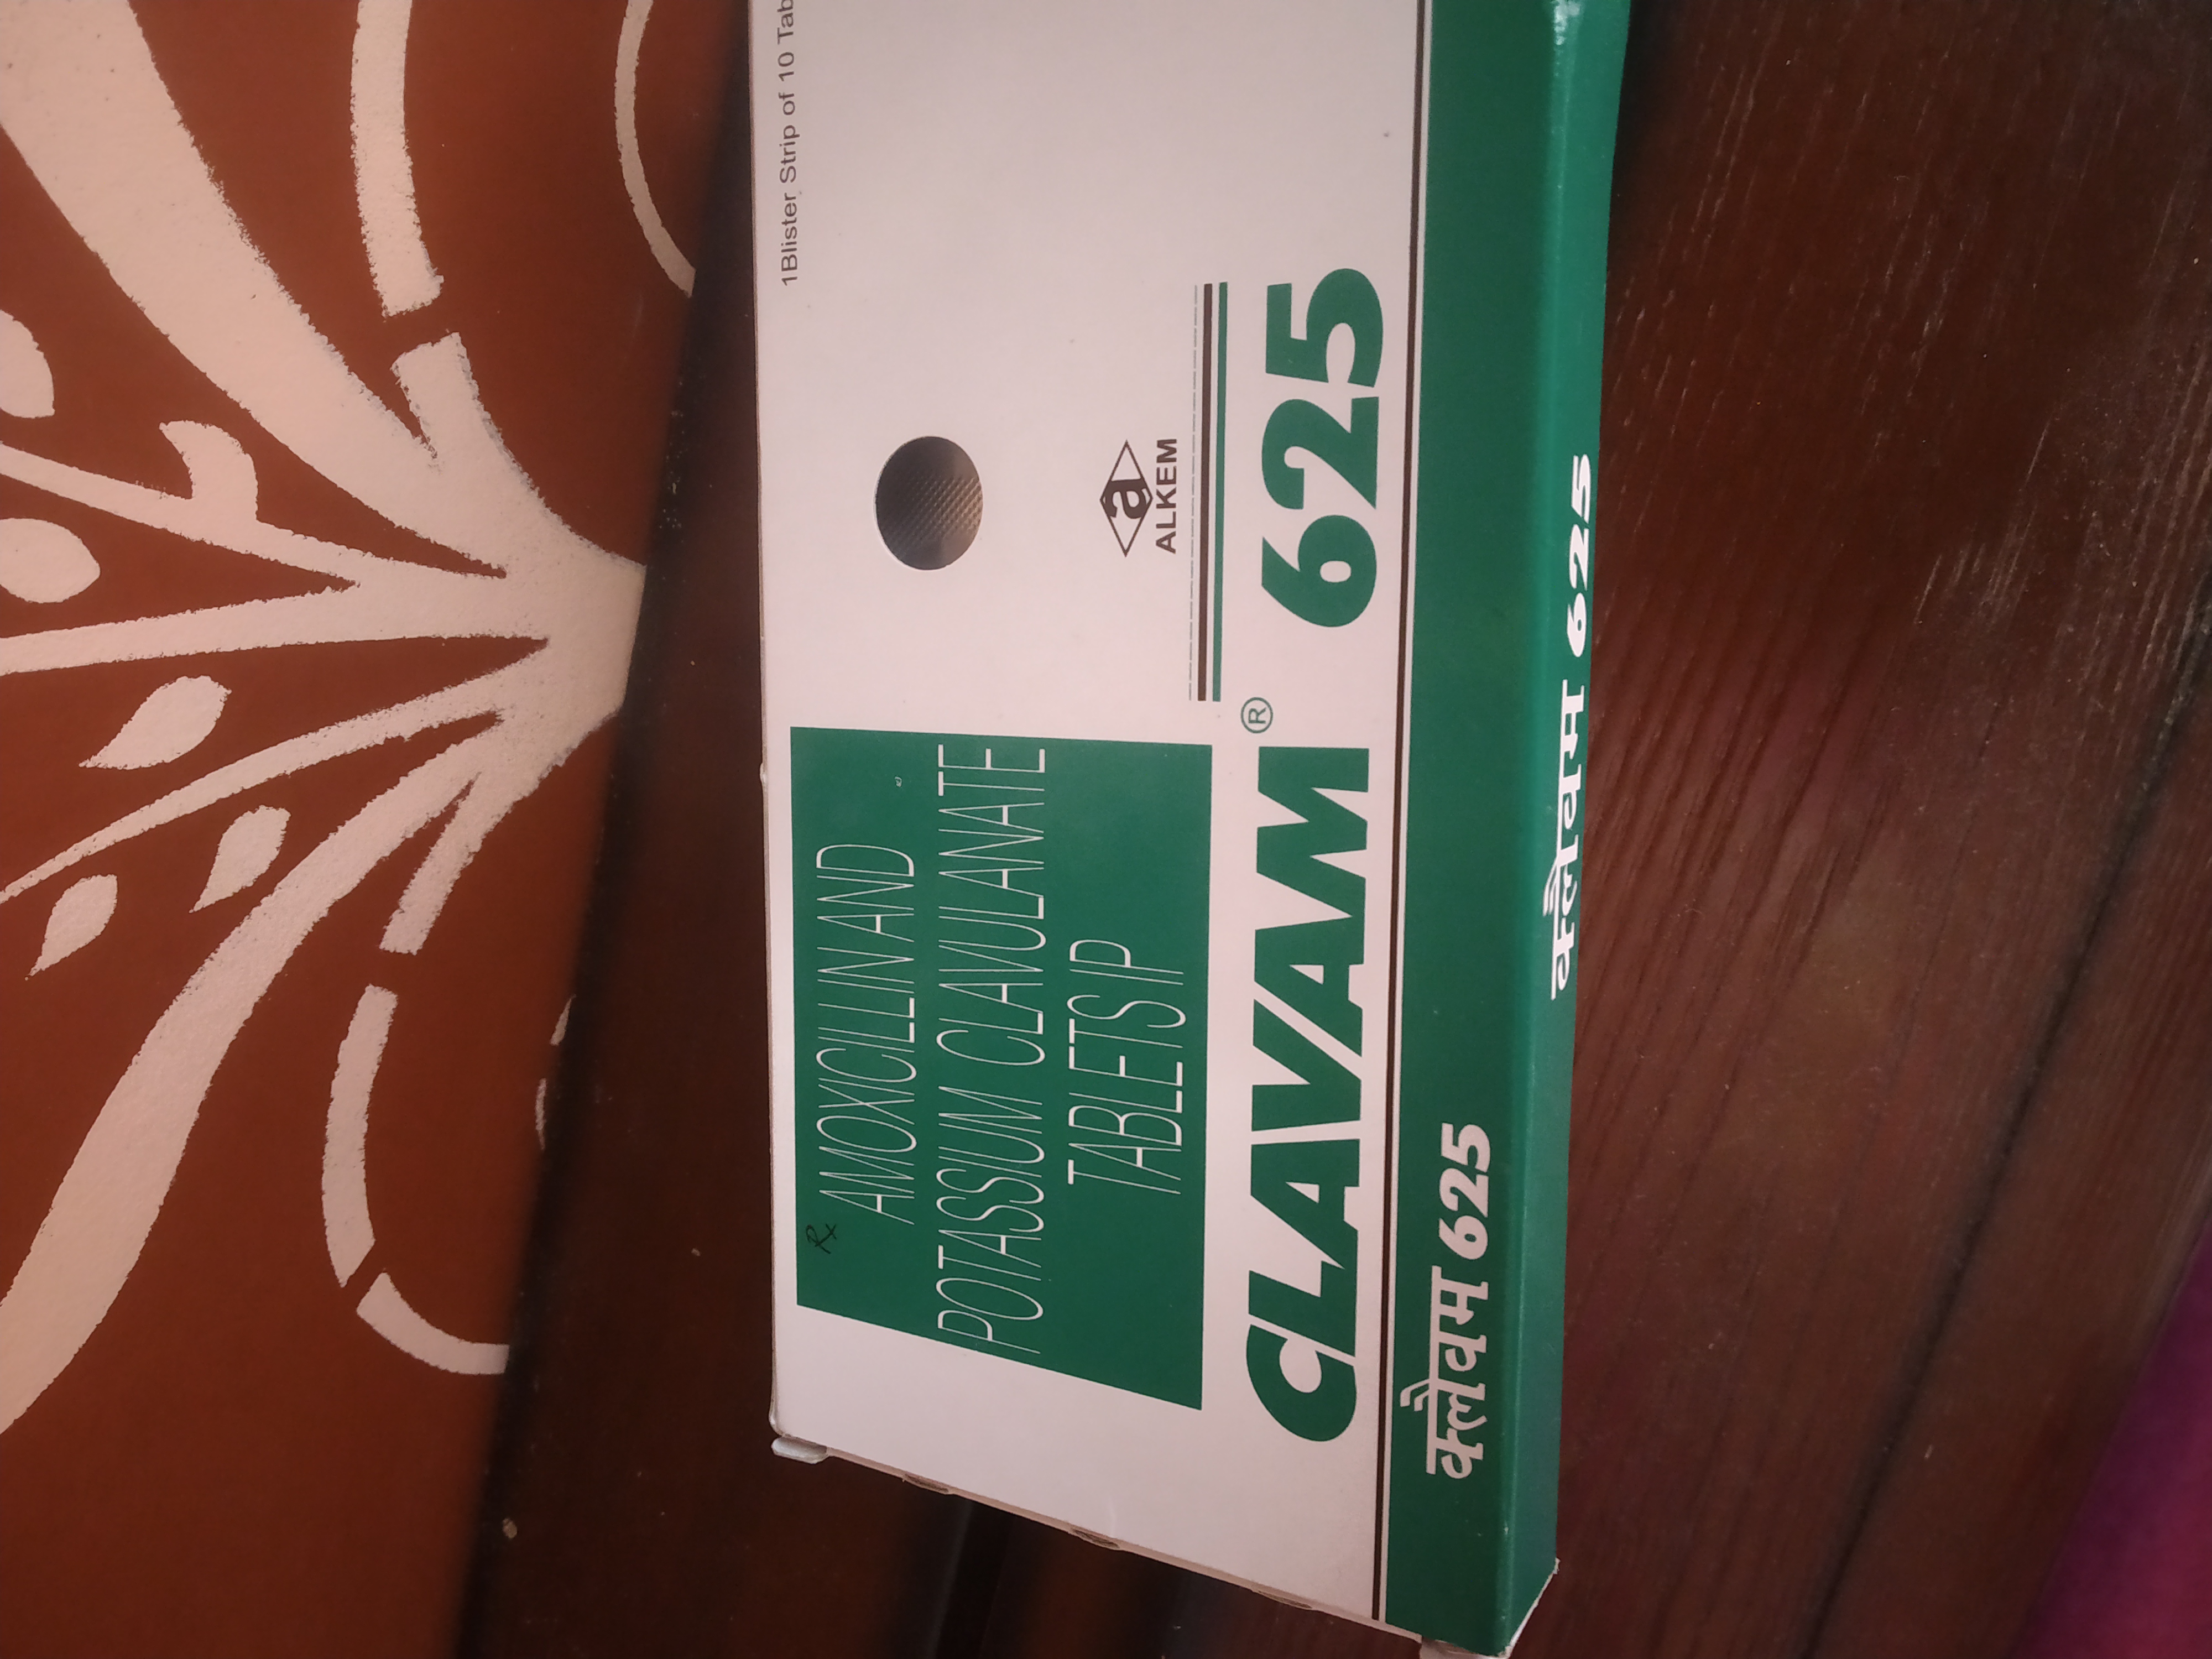 1Blister Strip of 10
Rx AMOXICILLIN AND
POTASSIUM CLAVULANATE
TABLETS IP
a
ALKEM
CLAVAM® 625
क्लैवम 625
क्लैवम 625